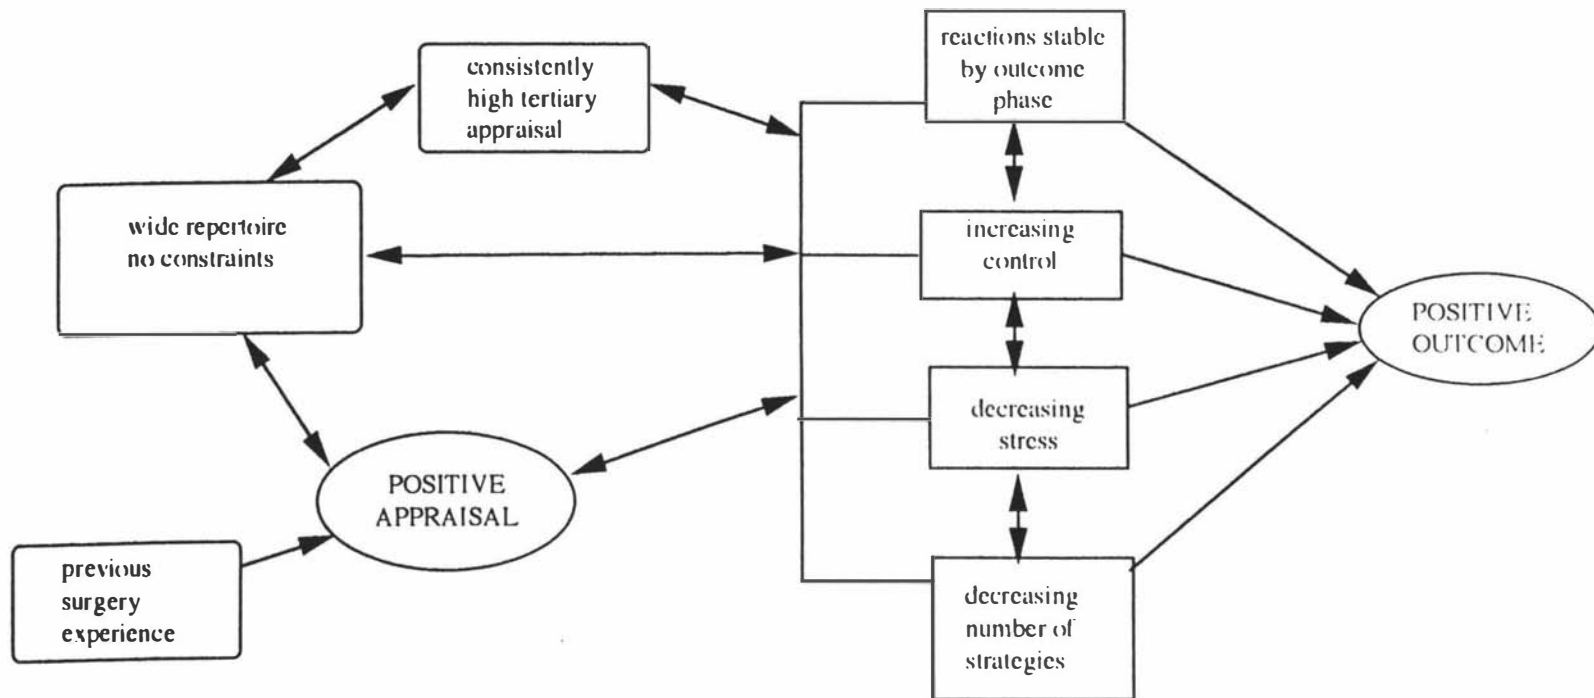 consistently
high tertiary
appraisal
wide repertoire
no constraints
POSITIVE
APPRAISAL
previous
surgery
experience
reactions stable
by outcome
phase
increasing
control
decreasing
stress
decreasing
number of
strategies
POSITIVE
OUTCOME